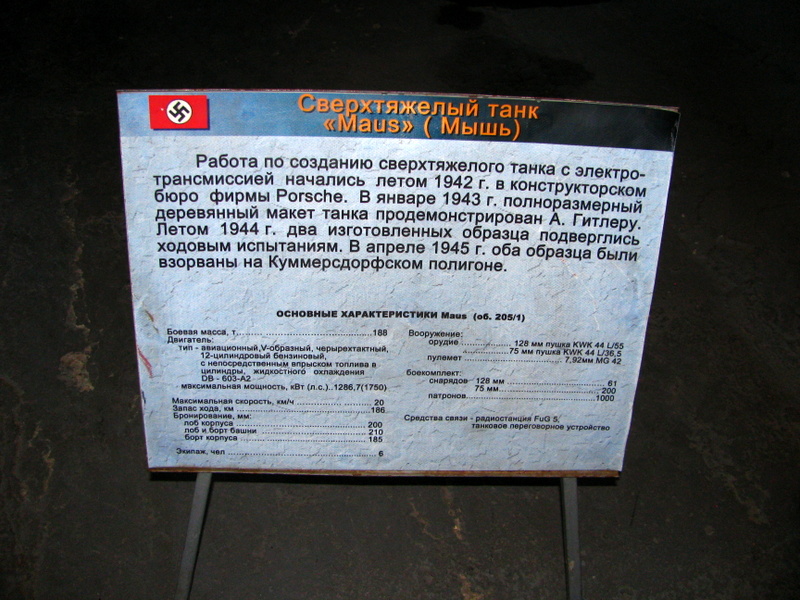 Сверхтяжелый танк
«Maus» ( Мышь)
Работа по созданию сверхтяжелого танка с электро-
трансмиссией начались летом 1942 г. в конструкторском
бюро фирмы Porsche. В январе 1943 г. полноразмерный
деревянный макет танка продемонстрирован А. Гитлеру.
Летом 1944 г. два изготовленных образца подверглись
ходовым испытаниям. В апреле 1945 г. оба образца были
взорваны на Куммерсдорфском полигоне.
ОСНОВНЫЕ ХАРАКТЕРИСТИКИ Maus (об. 205/1)
Боевая масса, т...................................188
Двигатель:
тип - авиационный,V-образный, черырехтактный,
12-цилиндровый бензиновый,
с непосредственным впрыском топлива в
цилиндры, жидкостного охлаждения
DB - 603-А2
максимальная мощность, кВт (л.с.)..1286,7(1750)
Максимальная скорость, км/ч ................... 20
Запас хода, км ................................... 186
Бронирование, мм:
лоб корпуса ................................... 200
лоб и борт башни ............................ 210
борт корпуса ................................. 185
Экипаж, чел ...................................... 6
Вооружение:
орудие ................ 128 мм пушка KWK 44 L/55
................ 75 мм пушка KWK 44 L/36,5
пулемет ............................ 7,92мм MG 42
боекомплект:
снарядов 128 мм ................................ 61
75 мм ................................ 200
патронов........................................1000
Средства связи - радиостанция FuG 5,
танковое переговорное устройство